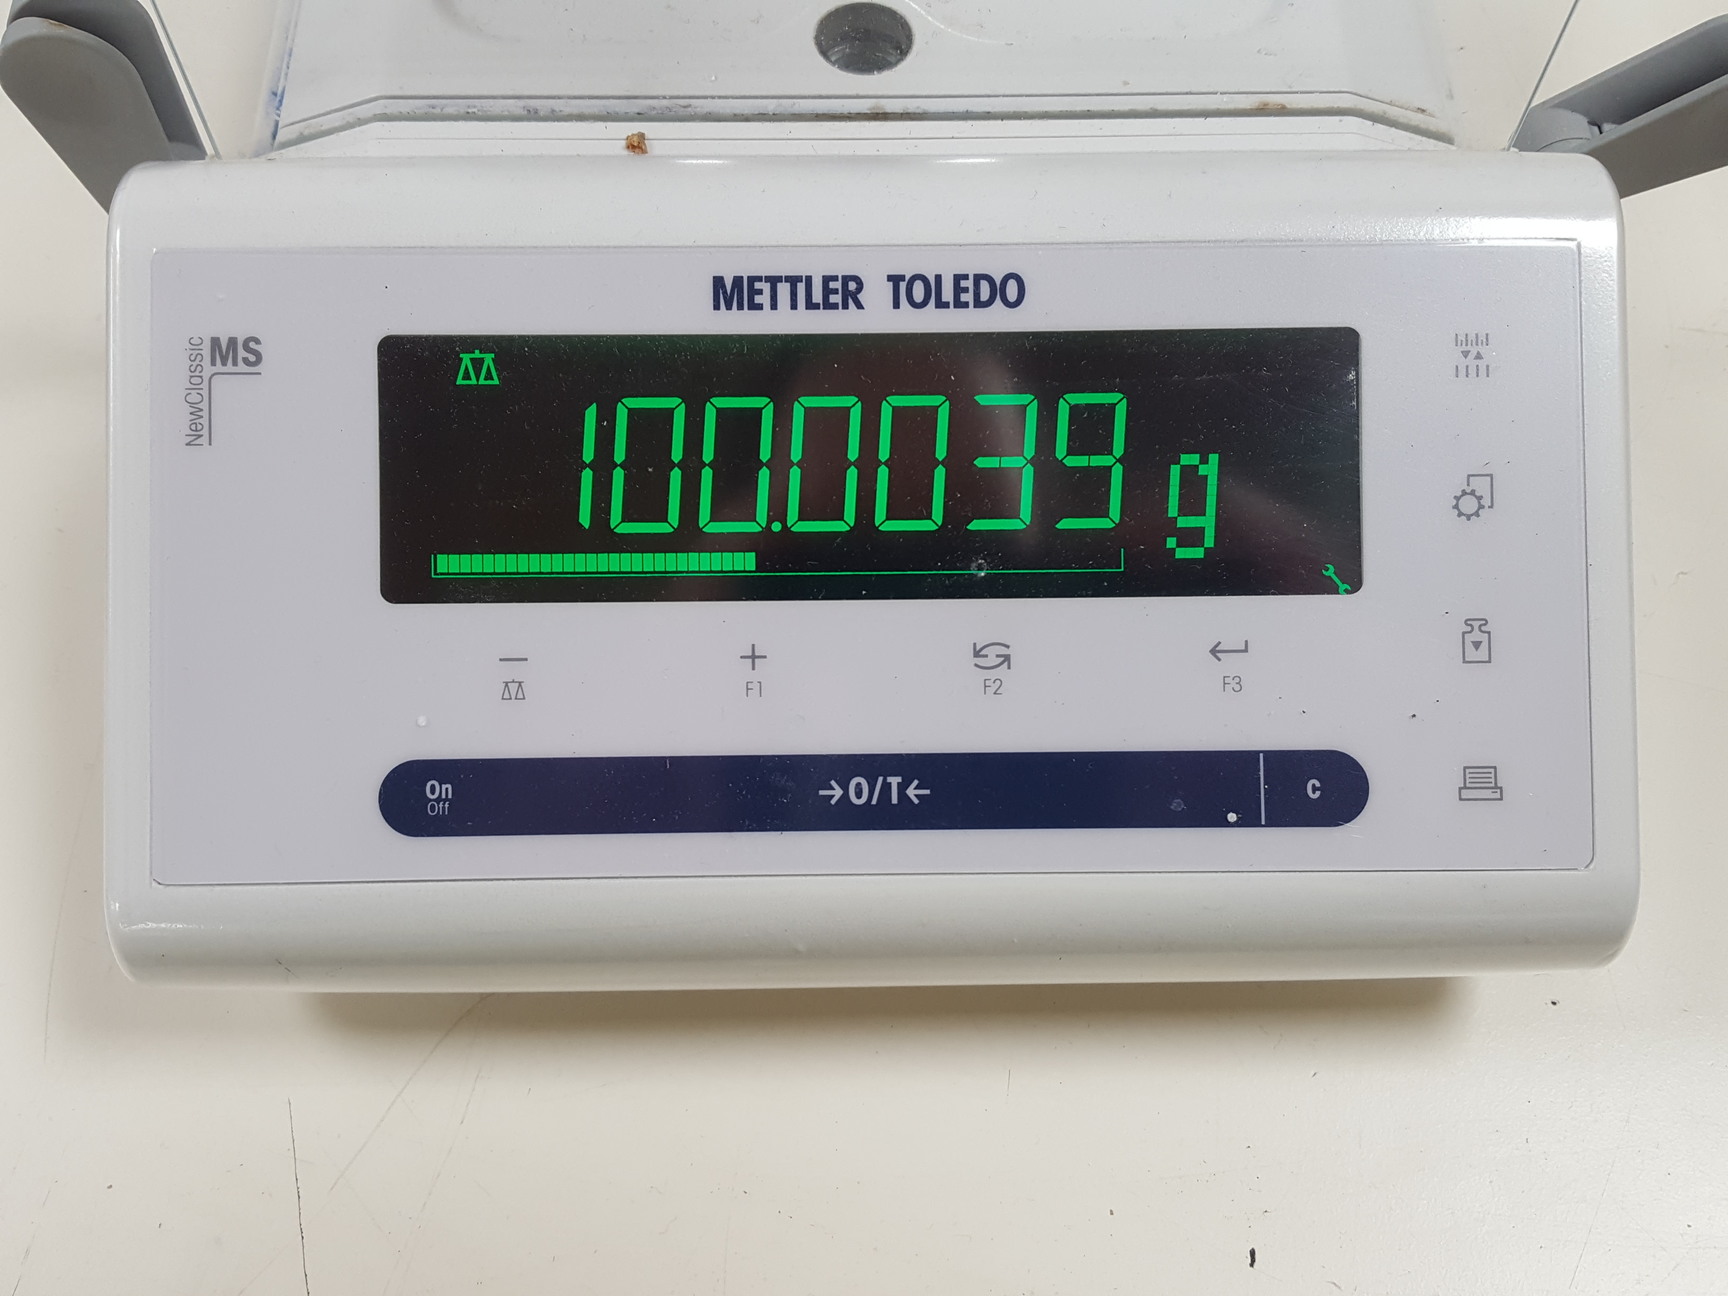 METTLER TOLEDO
NewClassic MS
100.0039 g
F1
F2
F3
On
Off
→0/T←
C